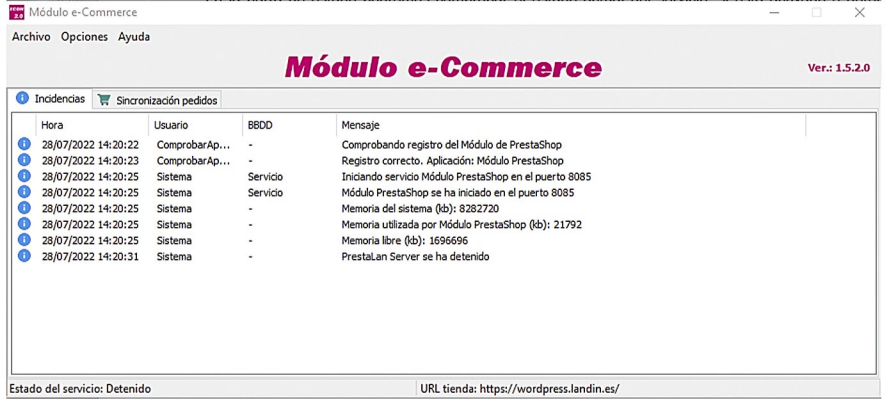 Módulo e-Commerce
Archivo Opciones Ayuda
Módulo e-Commerce
Ver.: 1.5.2.0
Incidencias Sincronización pedidos
Hora Usuario BBDD Mensaje
28/07/2022 14:20:22 ComprobarAp... - Comprobando registro del Módulo de PrestaShop
28/07/2022 14:20:23 ComprobarAp... - Registro correcto. Aplicación: Módulo PrestaShop
28/07/2022 14:20:25 Sistema Servicio Iniciando servicio Módulo PrestaShop en el puerto 8085
28/07/2022 14:20:25 Sistema Servicio Módulo PrestaShop se ha iniciado en el puerto 8085
28/07/2022 14:20:25 Sistema - Memoria del sistema (kb): 8282720
28/07/2022 14:20:25 Sistema - Memoria utilizada por Módulo PrestaShop (kb): 21792
28/07/2022 14:20:25 Sistema - Memoria libre (kb): 1696696
28/07/2022 14:20:31 Sistema - PrestaLan Server se ha detenido
Estado del servicio: Detenido URL tienda: https://wordpress.landin.es/